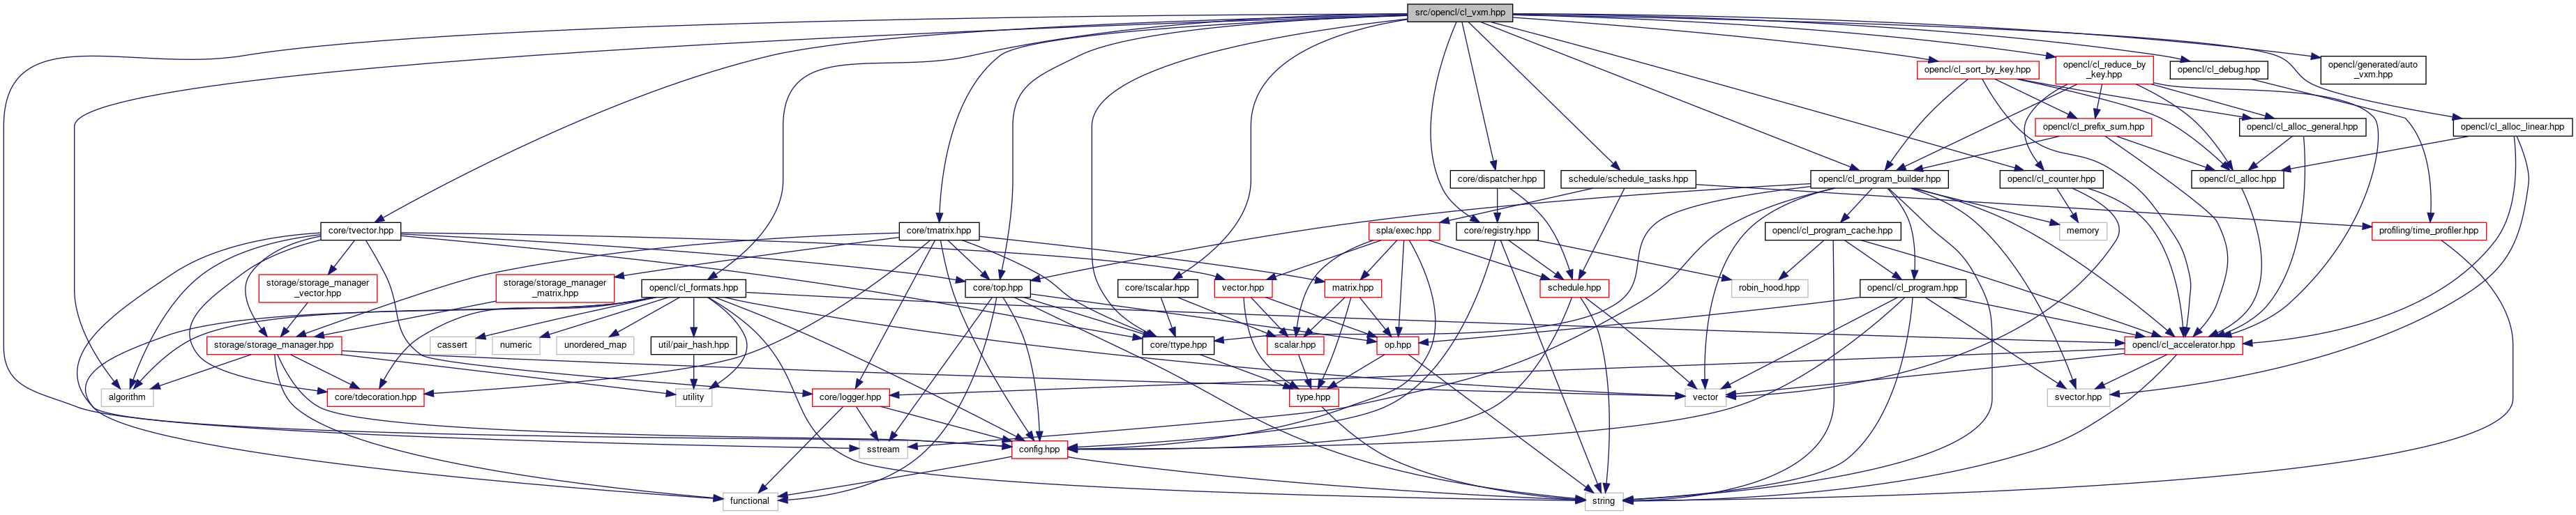 src/opencl/cl_vxm.hpp
opencl/cl_sort_by_key.hpp
opencl/cl_reduce_by
_key.hpp
opencl/cl_debug.hpp
opencl/generated/auto
_vxm.hpp
opencl/cl_prefix_sum.hpp
opencl/cl_alloc_general.hpp
opencl/cl_alloc_linear.hpp
core/dispatcher.hpp
schedule/schedule_tasks.hpp
opencl/cl_program_builder.hpp
opencl/cl_counter.hpp
opencl/cl_alloc.hpp
core/tvector.hpp
core/tmatrix.hpp
spla/exec.hpp
core/registry.hpp
opencl/cl_program_cache.hpp
memory
profiling/time_profiler.hpp
storage/storage_manager
_vector.hpp
storage/storage_manager
_matrix.hpp
opencl/cl_formats.hpp
core/top.hpp
core/tscalar.hpp
vector.hpp
matrix.hpp
schedule.hpp
robin_hood.hpp
opencl/cl_program.hpp
storage/storage_manager.hpp
cassert
numeric
unordered_map
util/pair_hash.hpp
core/ttype.hpp
scalar.hpp
op.hpp
opencl/cl_accelerator.hpp
algorithm
core/tdecoration.hpp
utility
core/logger.hpp
type.hpp
vector
svector.hpp
sstream
config.hpp
functional
string